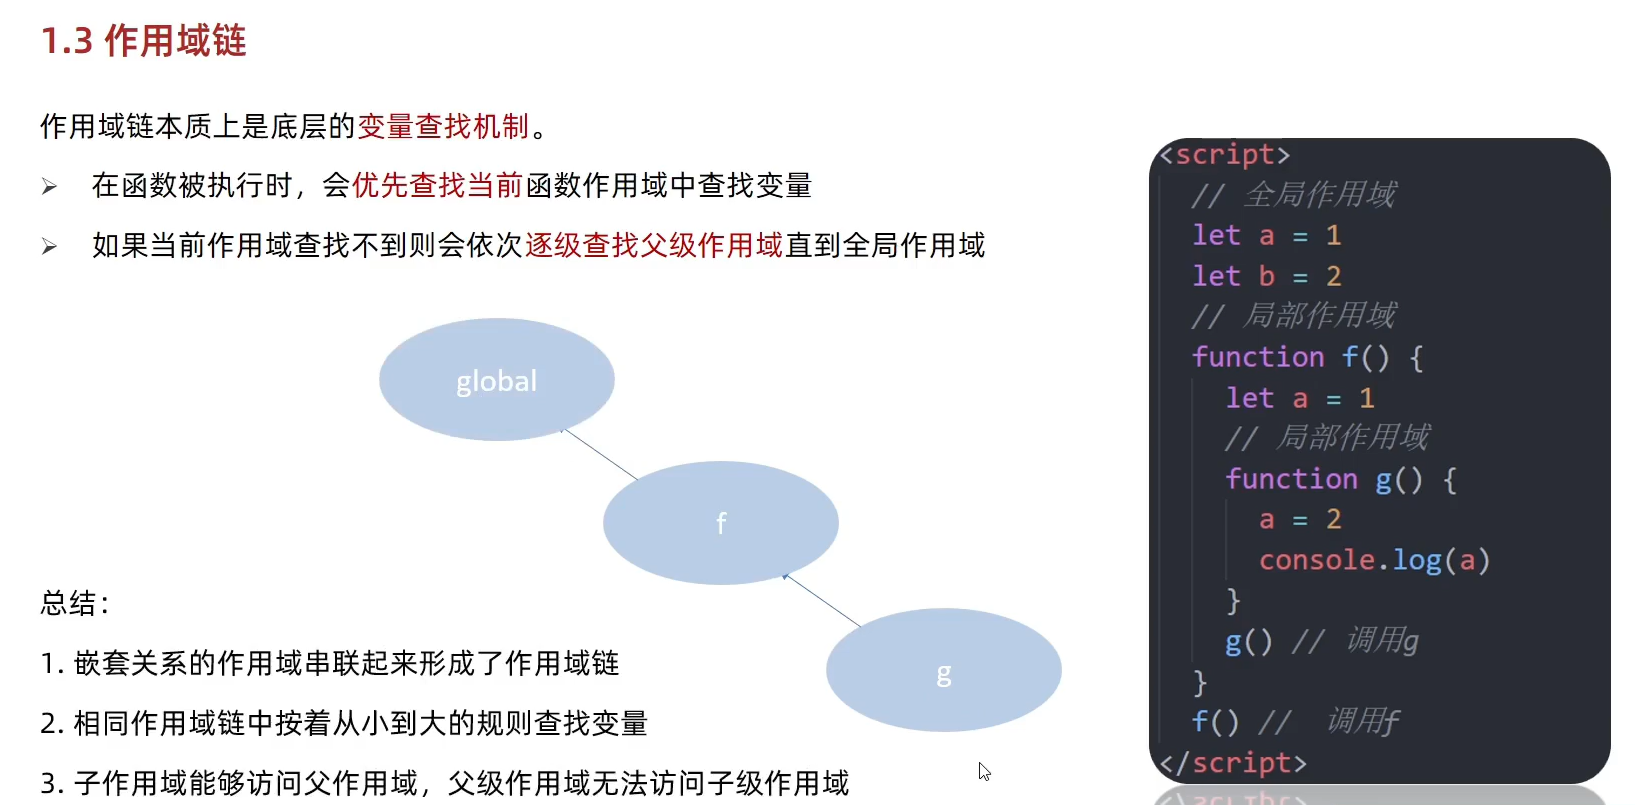 1.3 作用域链
作用域链本质上是底层的变量查找机制。
在函数被执行时，会优先查找当前函数作用域中查找变量
如果当前作用域查找不到则会依次逐级查找父级作用域直到全局作用域
global
f
g
总结：
1. 嵌套关系的作用域串联起来形成了作用域链
2. 相同作用域链中按着从小到大的规则查找变量
3. 子作用域能够访问父作用域，父级作用域无法访问子级作用域
<script>
// 全局作用域
let a = 1
let b = 2
// 局部作用域
function f() {
let a = 1
// 局部作用域
function g() {
a = 2
console.log(a)
}
g() // 调用g
}
f() // 调用f
</script>